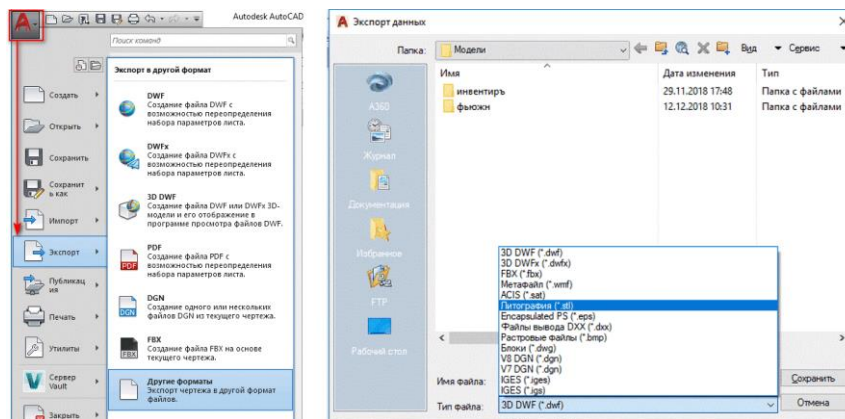 Autodesk AutoCAD
Поиск команд
Экспорт в другой формат
Создать
Открыть
Сохранить
Сохранит
ь как
Импорт
Экспорт
Публикац
ия
Печать
Утилиты
Сервер
Vault
Закрыть
DWF
Создание файла DWF с
возможностью переопределения
набора параметров листа.
DWFx
Создание файла DWFx с
возможностью переопределения
набора параметров листа.
3D DWF
Создание файла DWF или DWFx 3D-
модели и его отображение в
программе просмотра файлов DWF.
PDF
Создание файла PDF с
возможностью переопределения
набора параметров листа.
DGN
Создание одного или нескольких
файлов DGN из текущего чертежа.
FBX
Создание файла FBX на основе
текущего чертежа.
Другие форматы
Экспорт чертежа в другой формат
файлов.
PDF
DGN
FBX
Экспорт данных
Папка: Модели Вид Сервис
Имя Дата изменения Тип
инвентиръ 29.11.2018 17:48 Папка с файлами
фьюжн 12.12.2018 10:31 Папка с файлами
A360
Журнал
Документация
Избранное
FTP
Рабочий стол
3D DWF (*.dwf)
3D DWFx (*.dwfx)
FBX (*.fbx)
Метафайл (*.wmf)
ACIS (*.sat)
Литография (*.stl)
Encapsulated PS (*.eps)
Файлы вывода DXX (*.dxx)
Растровые файлы (*.bmp)
Блоки (*.dwg)
V8 DGN (*.dgn)
V7 DGN (*.dgn)
IGES (*.iges)
IGES (*.igs)
Имя файла: Сохранить
Тип файла: 3D DWF (*.dwf) Отмена